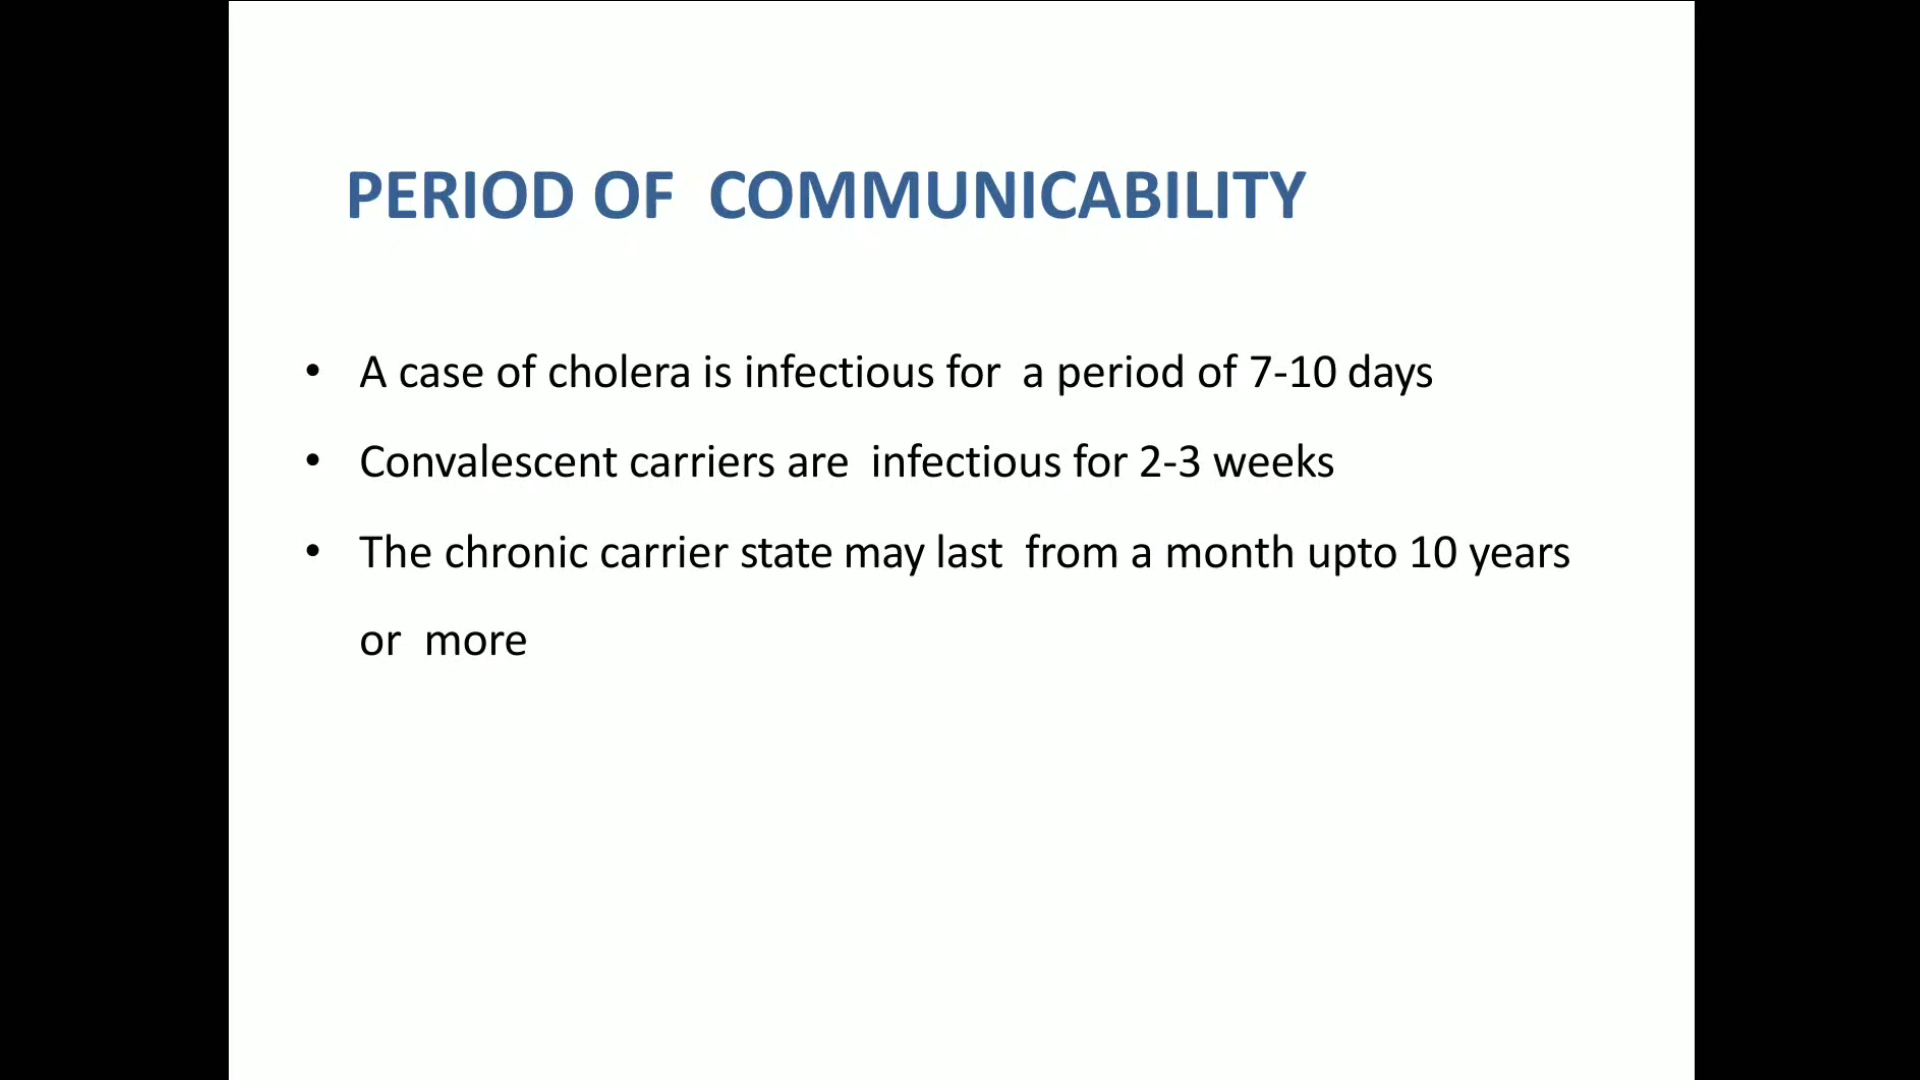 PERIOD OF COMMUNICABILITY
• A case of cholera is infectious for a period of 7-10 days
• Convalescent carriers are infectious for 2-3 weeks
• The chronic carrier state may last from a month upto 10 years
or more